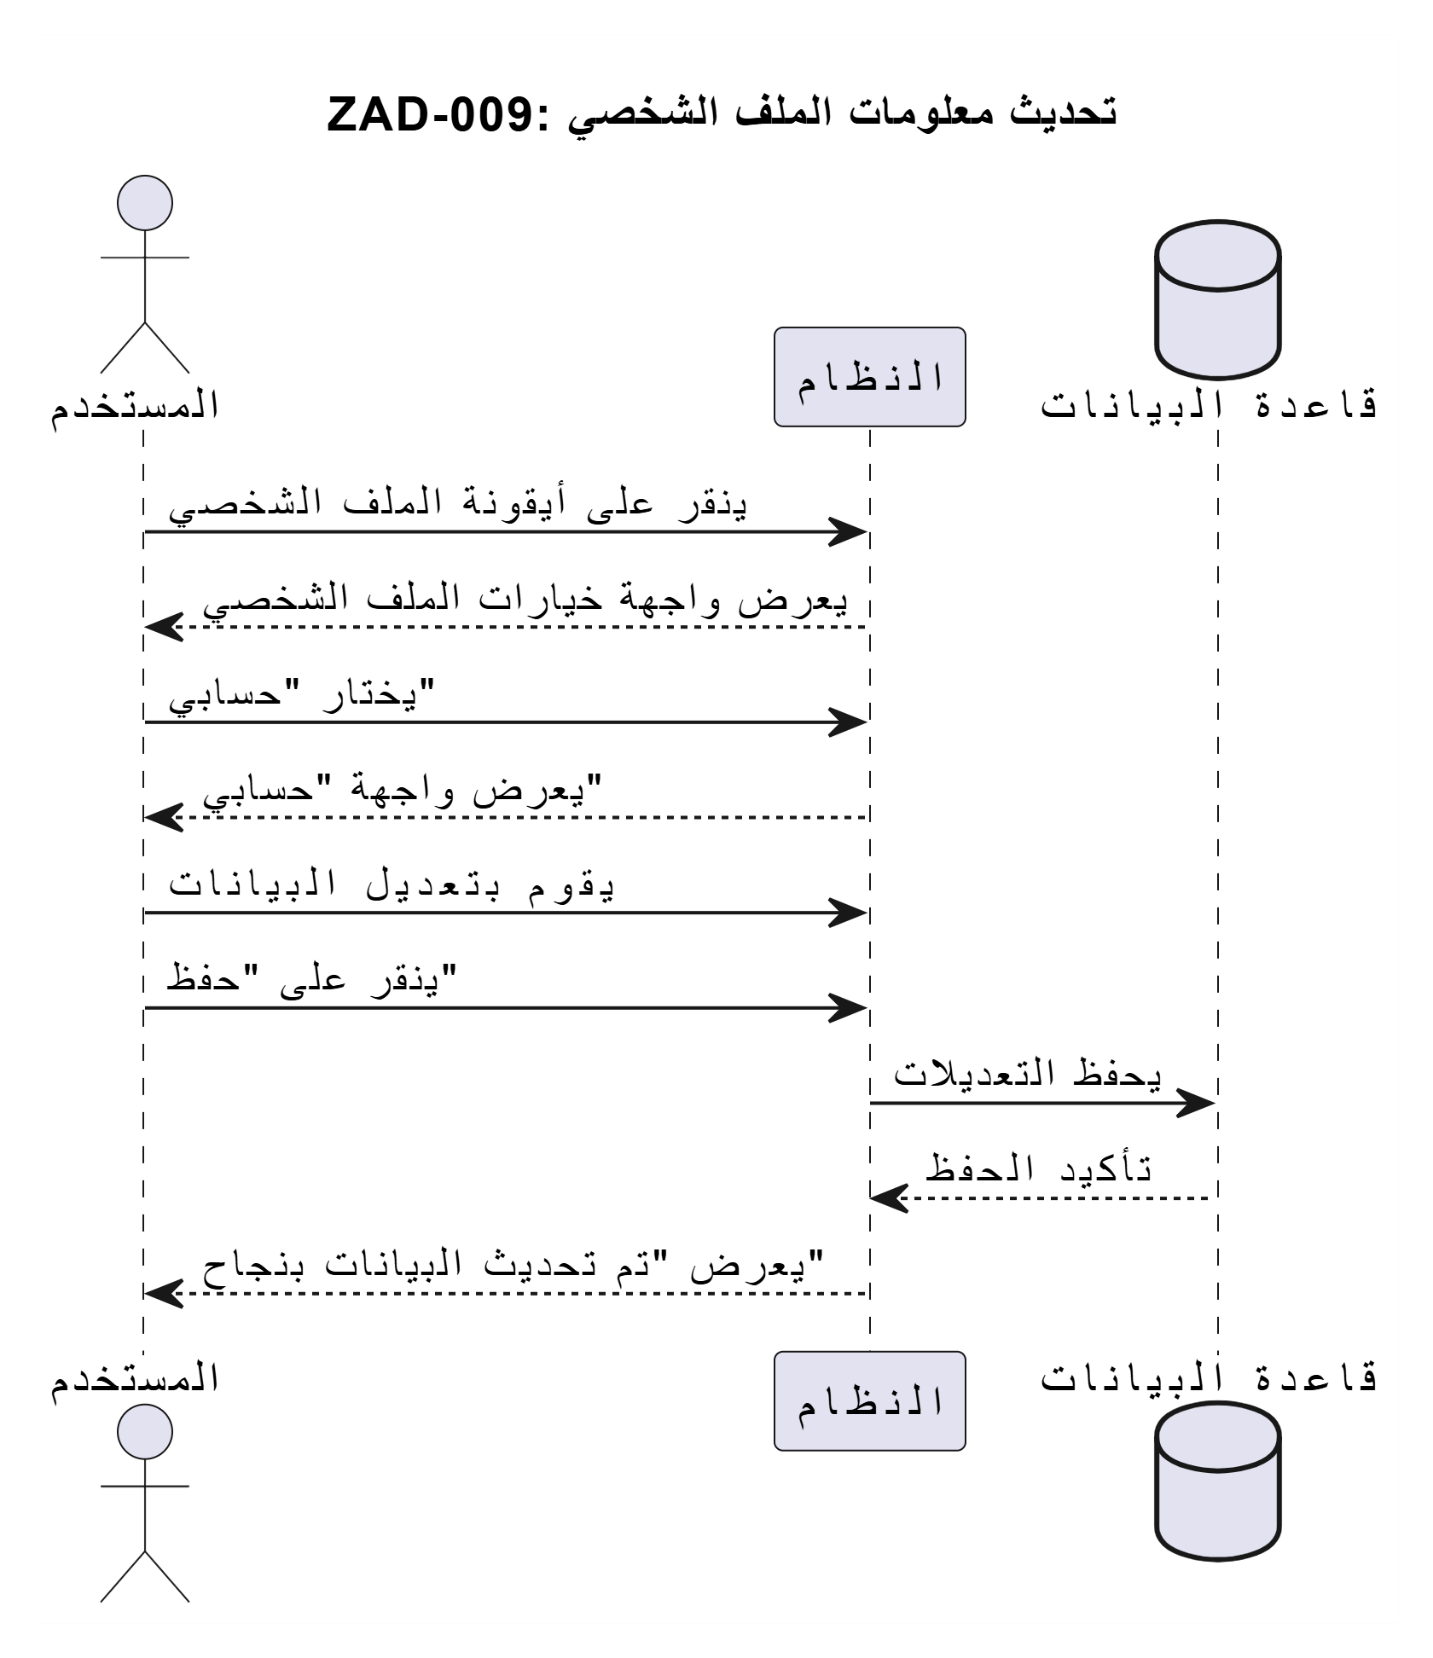 ZAD-009: تحديث معلومات الملف الشخصي
المستخدم
النظام
قاعدة البيانات
ينقر على أيقونة الملف الشخصي
يعرض واجهة خيارات الملف الشخصي
يختار "حسابي"
يعرض واجهة "حسابي"
يقوم بتعديل البيانات
ينقر على "حفظ"
يحفظ التعديلات
تأكيد الحفظ
يعرض "تم تحديث البيانات بنجاح"
المستخدم
النظام
قاعدة البيانات